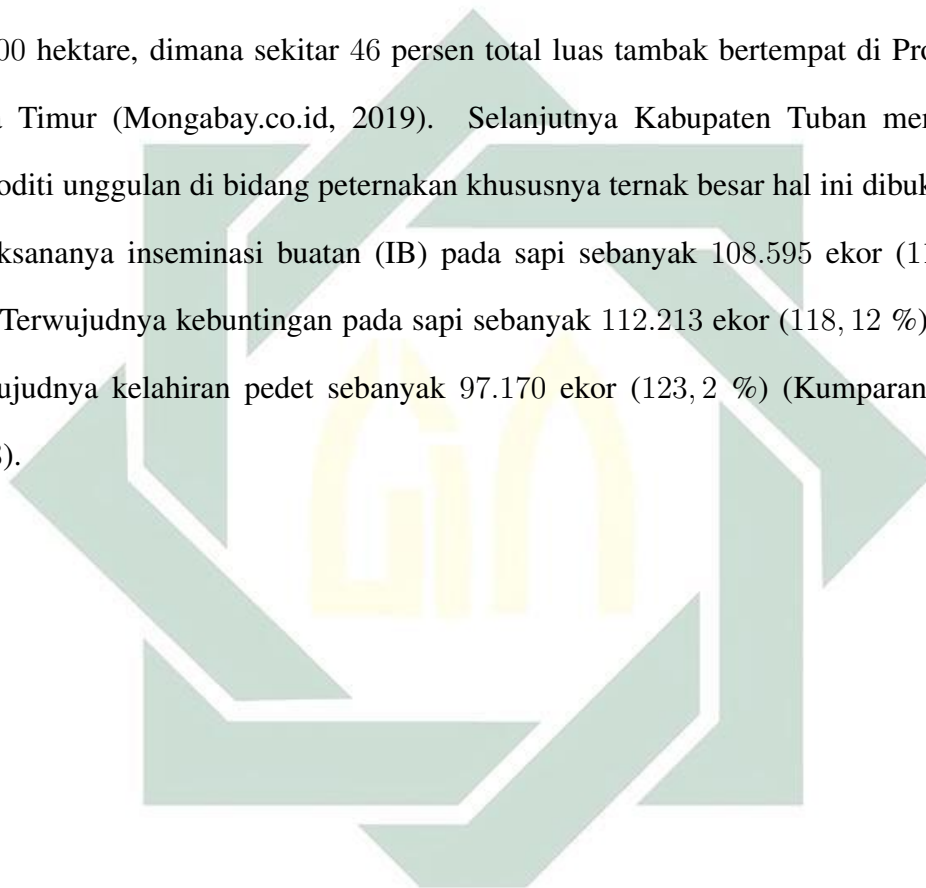 00 hektare, dimana sekitar 46 persen total luas tambak bertempat di Pro
Timur (Mongabay.co.id, 2019). Selanjutnya Kabupaten Tuban mer
oditi unggulan di bidang peternakan khususnya ternak besar hal ini dibuk
ksananya inseminasi buatan (IB) pada sapi sebanyak 108.595 ekor (11
Terwujudnya kebuntingan pada sapi sebanyak 112.213 ekor (118, 12 %)
ujudnya kelahiran pedet sebanyak 97.170 ekor (123, 2 %) (Kumparan
).